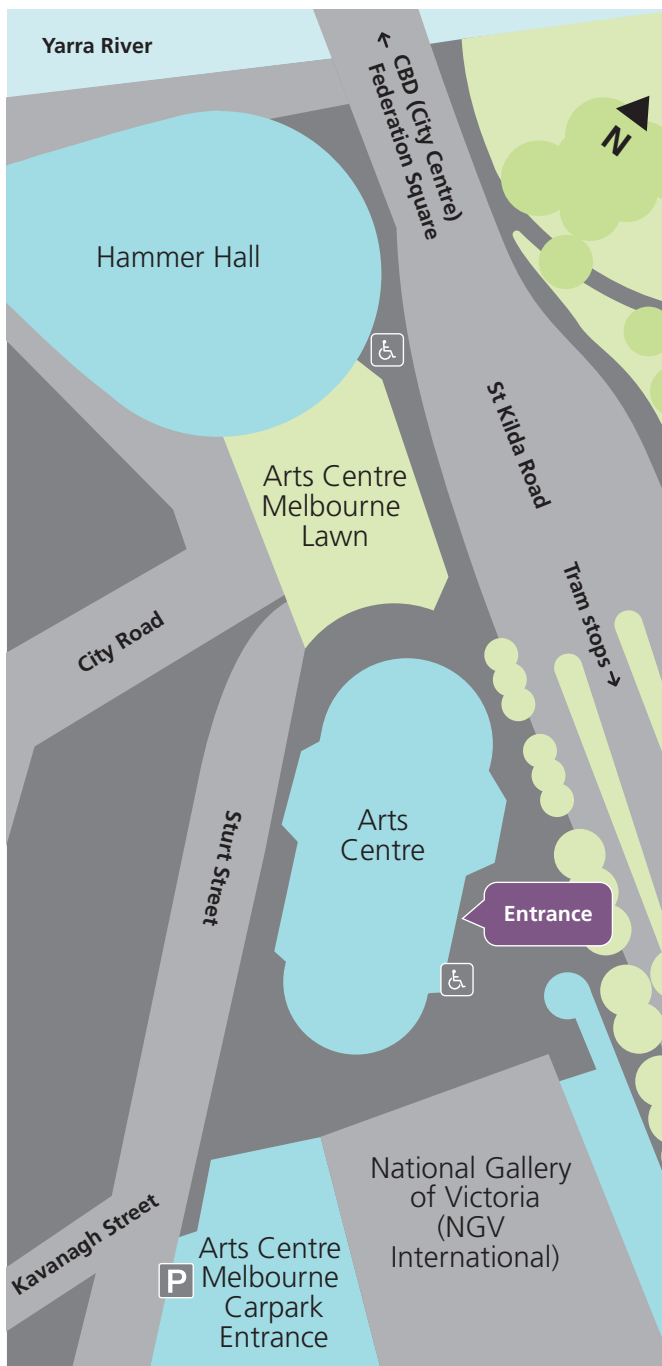 Yarra River
← CBD (City Centre)
Federation Square
N
Hammer Hall
St Kilda Road
Arts Centre
Melbourne
Lawn
Tram stops →
City Road
Sturt Street
Arts
Centre
Entrance
National Gallery
of Victoria
(NGV
International)
Kavanagh Street
P
Arts Centre
Melbourne
Carpark
Entrance